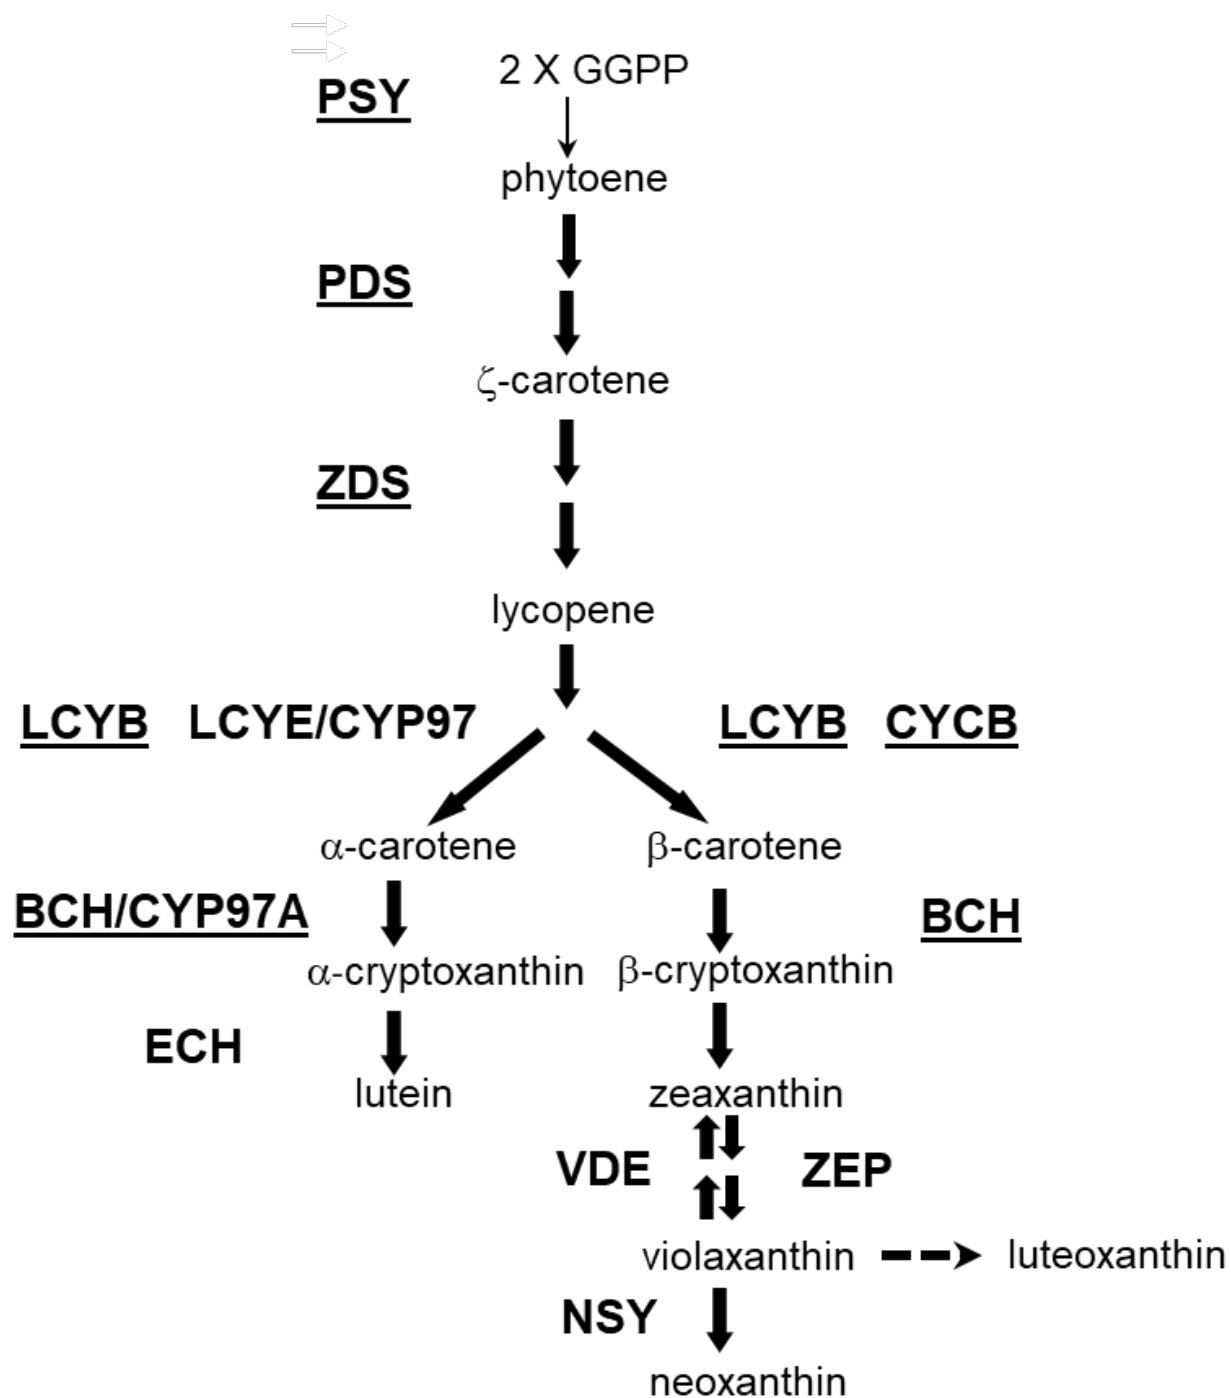 2 X GGPP
PSY
phytoene
PDS
ζ-carotene
ZDS
lycopene
LCYB LCYE/CYP97 LCYB CYCB
α-carotene β-carotene
BCH/CYP97A BCH
α-cryptoxanthin β-cryptoxanthin
ECH
lutein zeaxanthin
VDE ZEP
violaxanthin luteoxanthin
NSY
neoxanthin